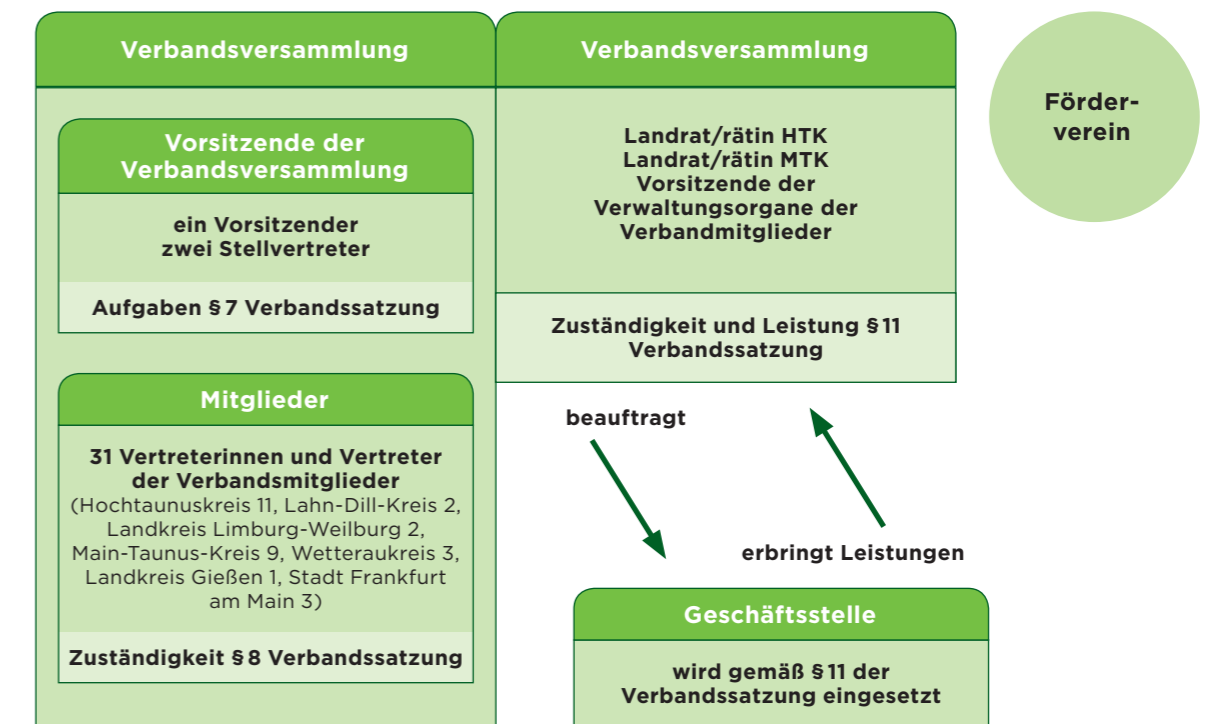 Verbandsversammlung
Vorsitzende der
Verbandsversammlung
ein Vorsitzender
zwei Stellvertreter
Aufgaben § 7 Verbandssatzung
Mitglieder
31 Vertreterinnen und Vertreter
der Verbandsmitglieder
(Hochtaunuskreis 11, Lahn-Dill-Kreis 2,
Landkreis Limburg-Weilburg 2,
Main-Taunus-Kreis 9, Wetteraukreis 3,
Landkreis Gießen 1, Stadt Frankfurt
am Main 3)
Zuständigkeit § 8 Verbandssatzung
Verbandsversammlung
Landrat/rätin HTK
Landrat/rätin MTK
Vorsitzende der
Verwaltungsorgane der
Verbandmitglieder
Zuständigkeit und Leistung § 11
Verbandssatzung
beauftragt
erbringt Leistungen
Geschäftsstelle
wird gemäß § 11 der
Verbandssatzung eingesetzt
Förder-
verein